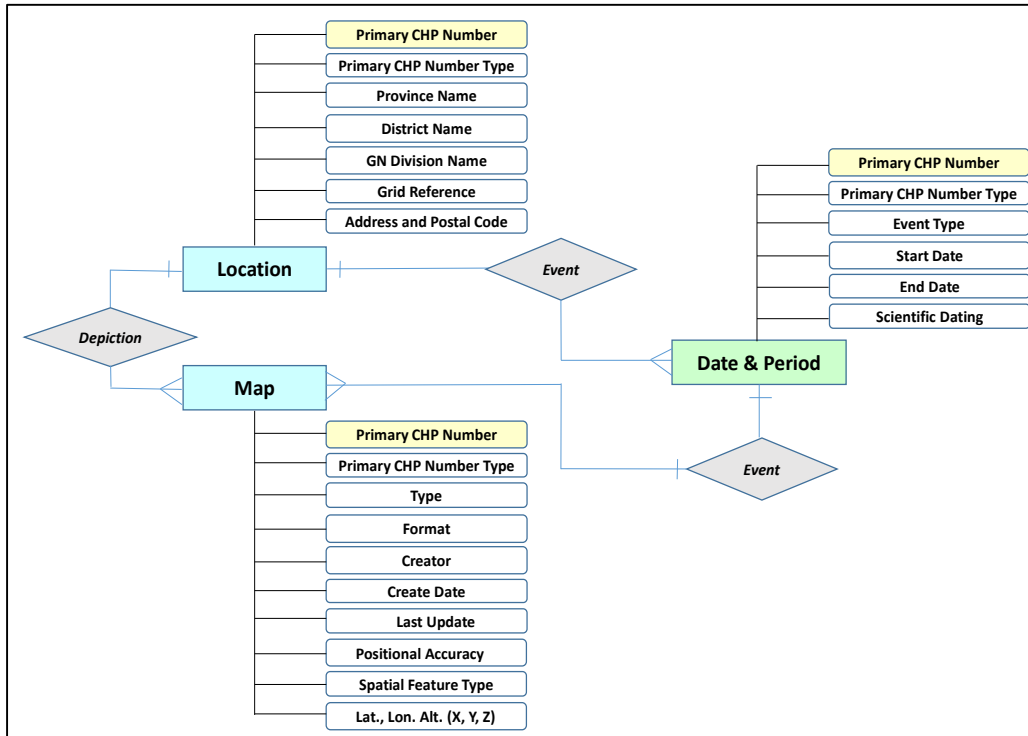 Primary CHP Number
Primary CHP Number Type
Province Name
District Name
GN Division Name
Grid Reference
Address and Postal Code
Location
Event
Depiction
Map
Primary CHP Number
Primary CHP Number Type
Type
Format
Creator
Create Date
Last Update
Positional Accuracy
Spatial Feature Type
Lat., Lon. Alt. (X, Y, Z)
Primary CHP Number
Primary CHP Number Type
Event Type
Start Date
End Date
Scientific Dating
Date & Period
Event